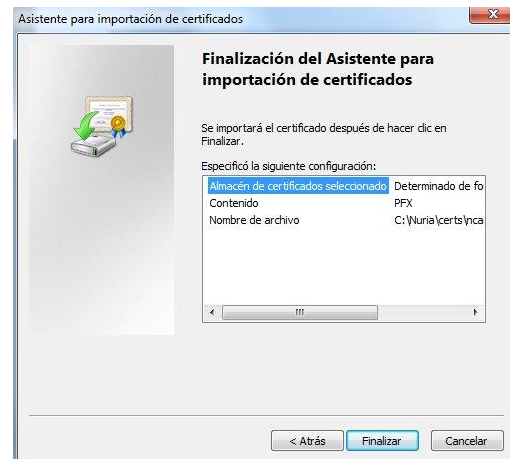 Asistente para importación de certificados
Finalización del Asistente para
importación de certificados
Se importará el certificado después de hacer clic en
Finalizar.
Especificó la siguiente configuración:
Almacén de certificados seleccionado Determinado de fo
Contenido PFX
Nombre de archivo C:\Nuria\certs\nca
< Atrás Finalizar Cancelar